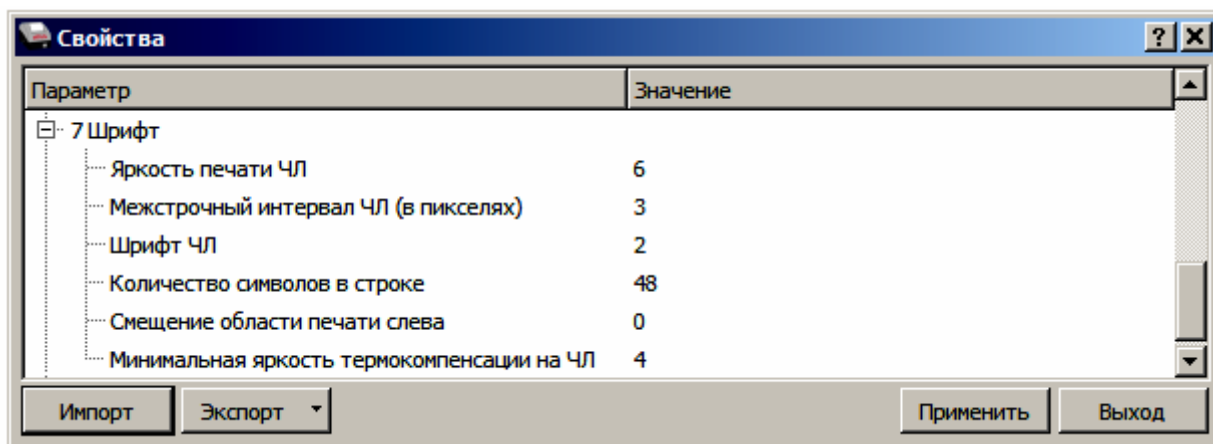 Свойства
Параметр Значение
7 Шрифт
Яркость печати ЧЛ 6
Межстрочный интервал ЧЛ (в пикселях) 3
Шрифт ЧЛ 2
Количество символов в строке 48
Смещение области печати слева 0
Минимальная яркость термокомпенсации на ЧЛ 4
Импорт Экспорт Применить Выход